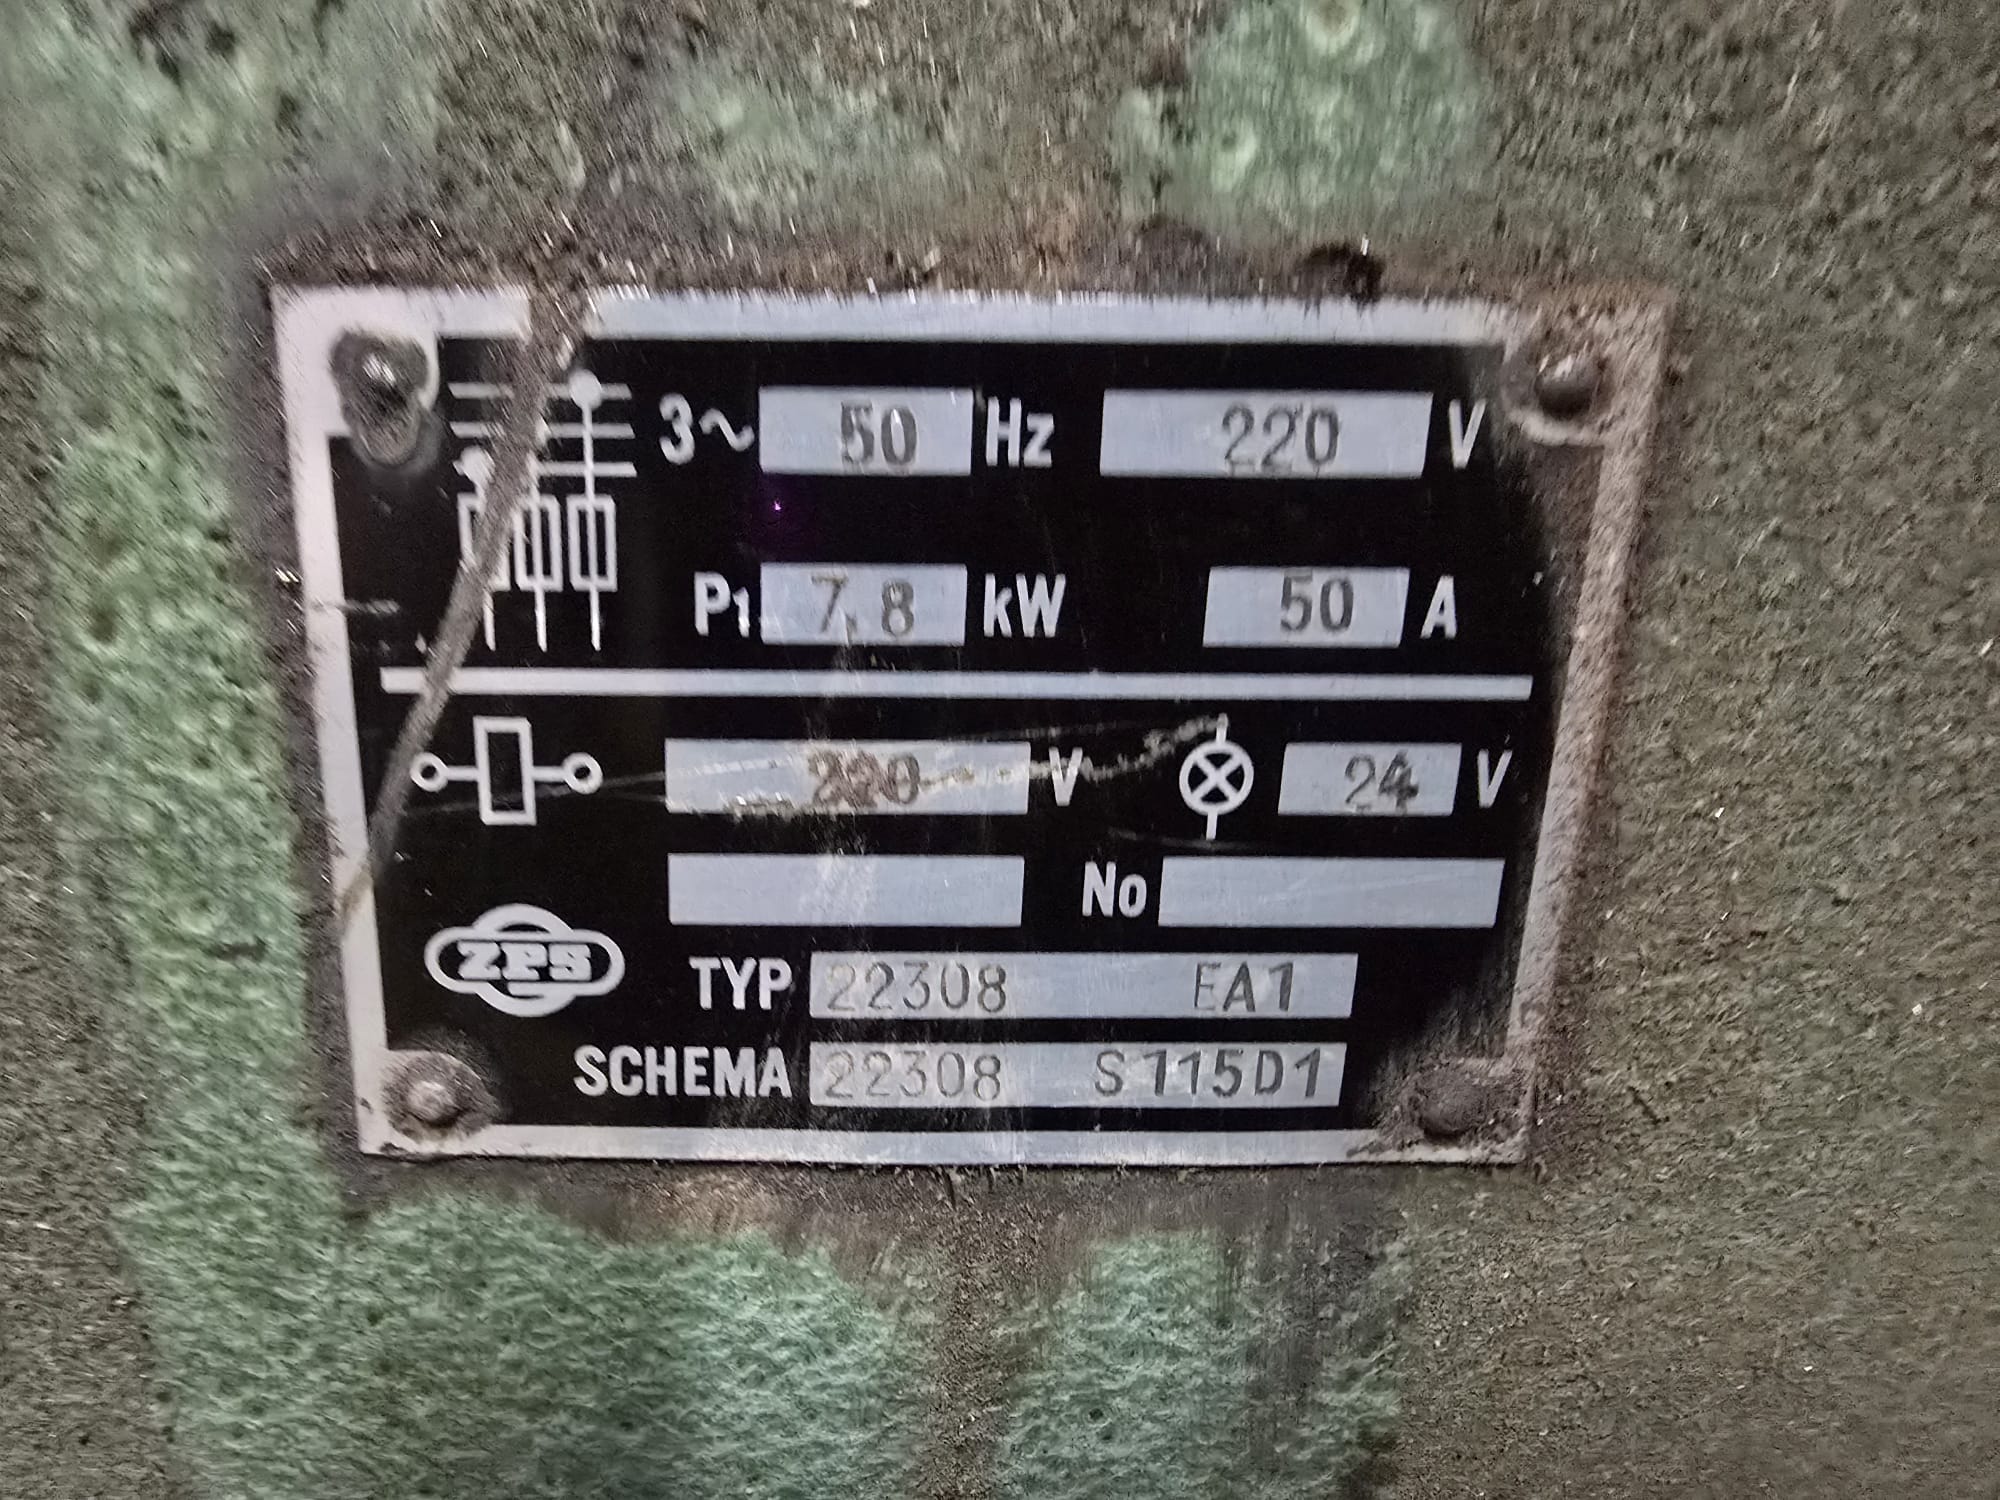 3~ 50 Hz 220 V
P1 7.8 kW 50 A
220 V 24 V
No
ZPS
TYP 22308 EA1
SCHEMA 22308 S115D1